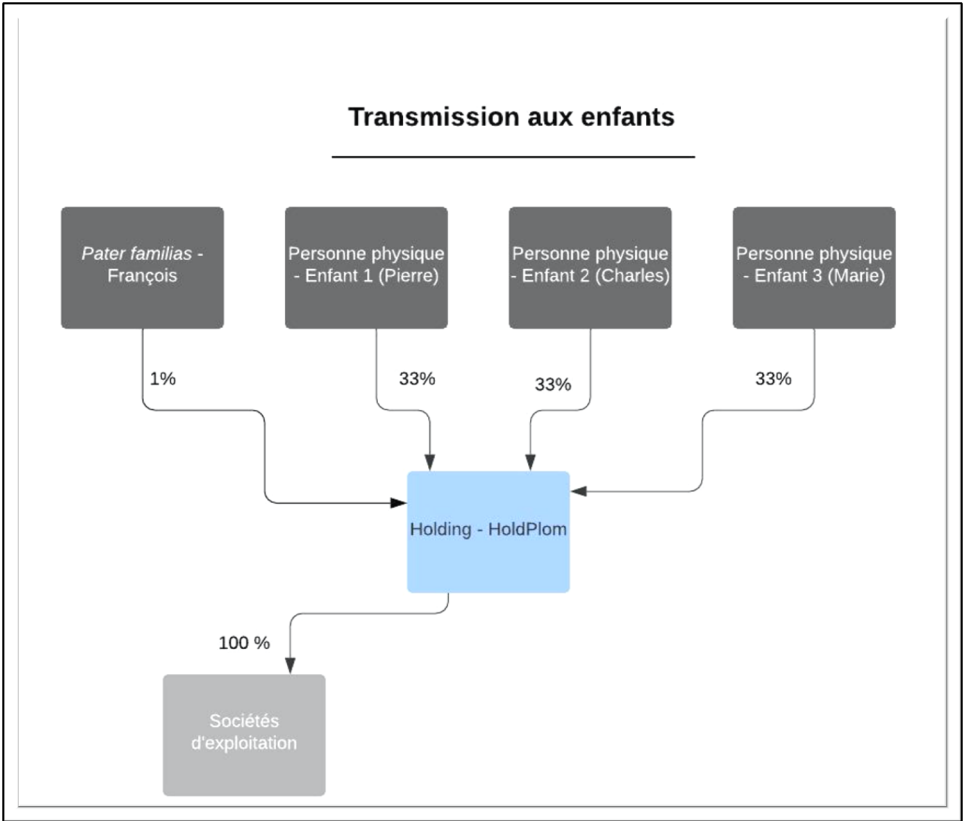 Transmission aux enfants
Pater familias -
François
Personne physique
- Enfant 1 (Pierre)
Personne physique
- Enfant 2 (Charles)
Personne physique
- Enfant 3 (Marie)
1%
33%
33%
33%
Holding - HoldPlom
100 %
Sociétés
d'exploitation